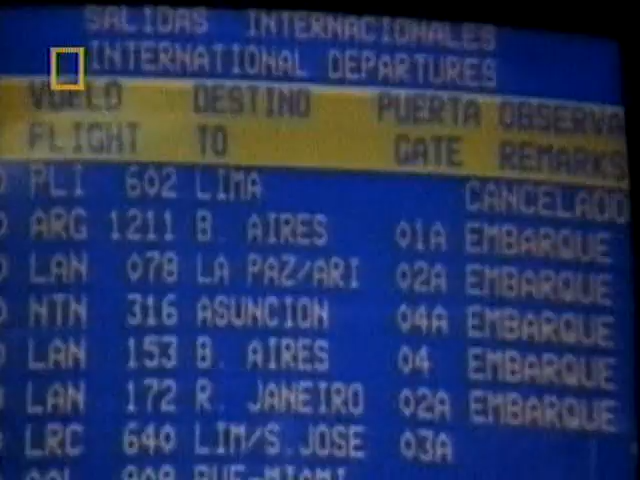 SALIDAS INTERNACIONALES
INTERNATIONAL DEPARTURES
VUELO DESTINO PUERTA OBSERVA
FLIGHT TO GATE REMARKS
PLI 602 LIMA CANCELADO
ARG 1211 B. AIRES 01A EMBARQUE
LAN 078 LA PAZ/ARI 02A EMBARQUE
NTN 316 ASUNCION 04A EMBARQUE
LAN 153 B. AIRES 04 EMBARQUE
LAN 172 R. JANEIRO 02A EMBARQUE
LRC 640 LIM/S.JOSE 03A